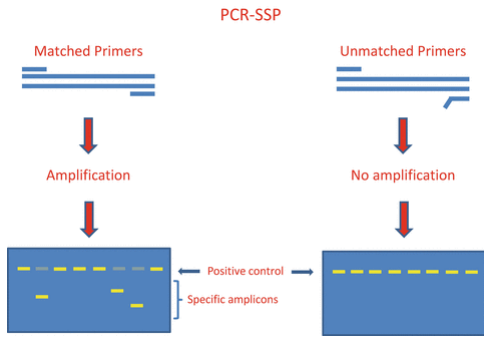 PCR-SSP
Matched Primers
Unmatched Primers
Amplification
No amplification
Positive control
Specific amplicons